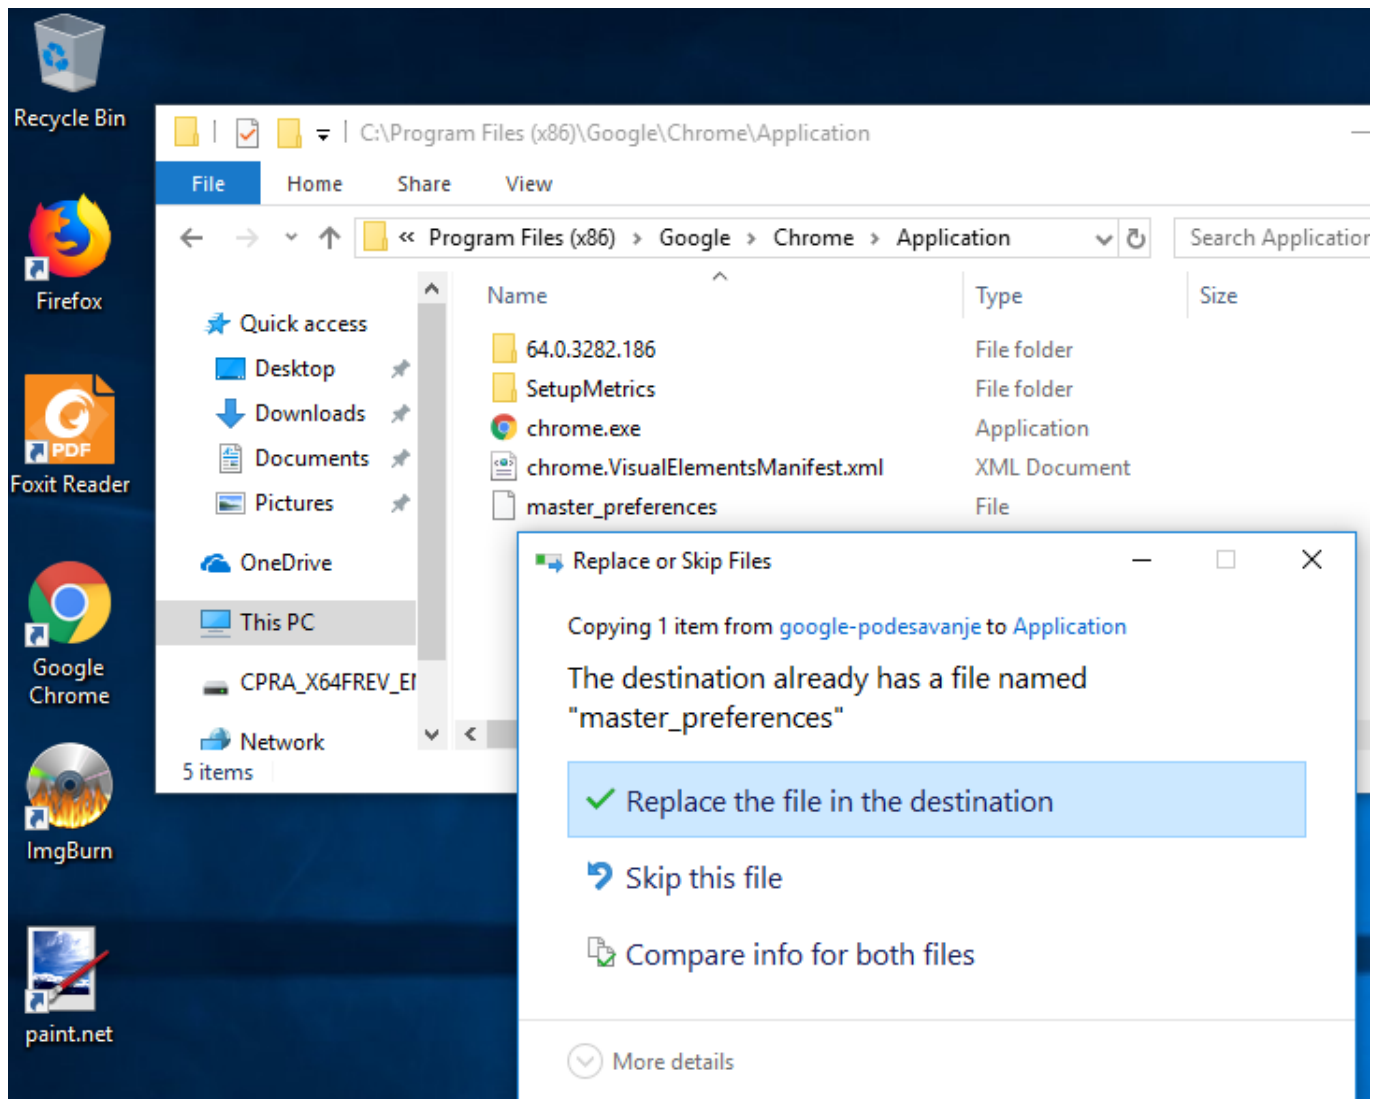 Recycle Bin
C:\Program Files (x86)\Google\Chrome\Application
File Home Share View
« Program Files (x86) › Google › Chrome › Application
Search Application
Name Type Size
Quick access
Desktop
Downloads
Documents
Pictures
OneDrive
This PC
CPRA_X64FREV_E
Network
64.0.3282.186 File folder
SetupMetrics File folder
chrome.exe Application
chrome.VisualElementsManifest.xml XML Document
master_preferences File
5 items
Replace or Skip Files
Copying 1 item from google-podesavanje to Application
The destination already has a file named
"master_preferences"
Replace the file in the destination
Skip this file
Compare info for both files
More details
Firefox
PDF
Foxit Reader
Google
Chrome
ImgBurn
paint.net